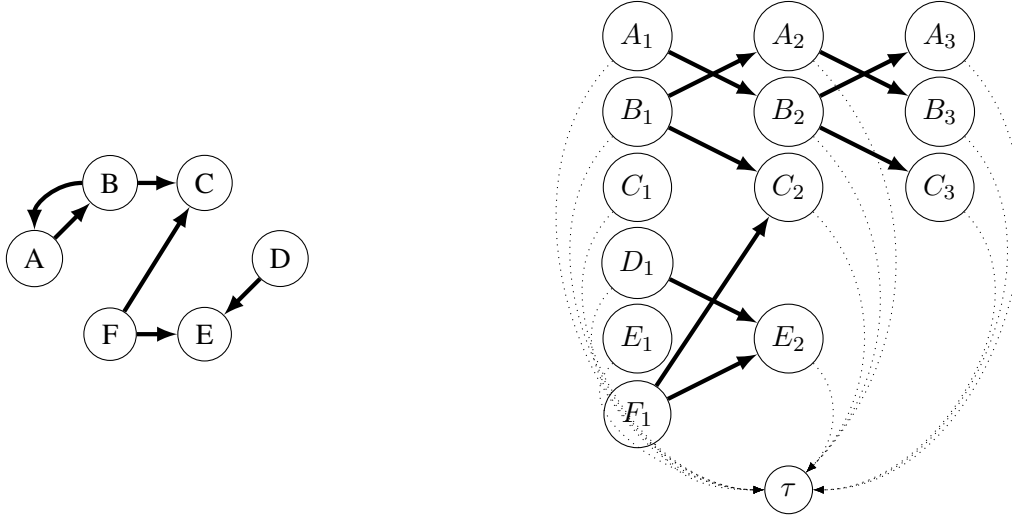 B C
A D
F E
A₁ A₂ A₃
B₁ B₂ B₃
C₁ C₂ C₃
D₁
E₁ E₂
F₁
τ